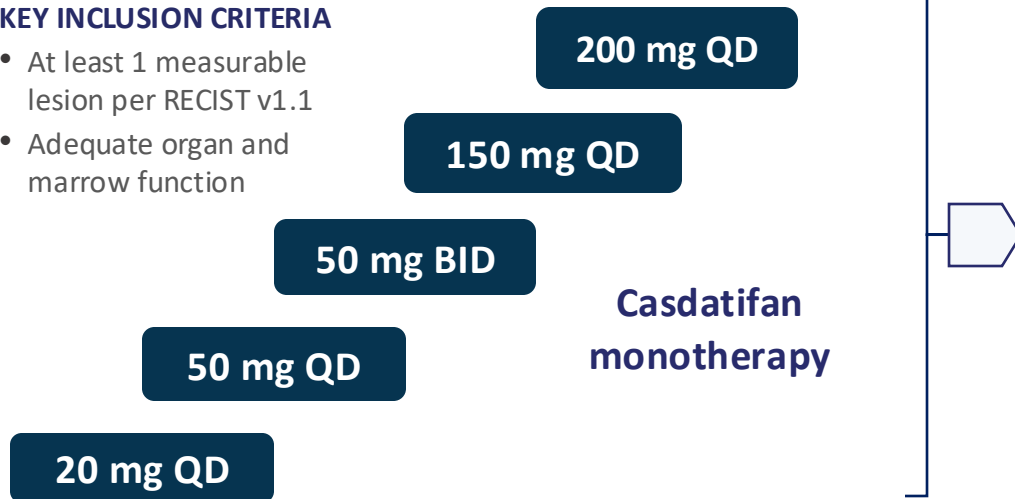 KEY INCLUSION CRITERIA
• At least 1 measurable
lesion per RECIST v1.1
• Adequate organ and
marrow function
200 mg QD
150 mg QD
50 mg BID
Casdatifan
monotherapy
50 mg QD
20 mg QD